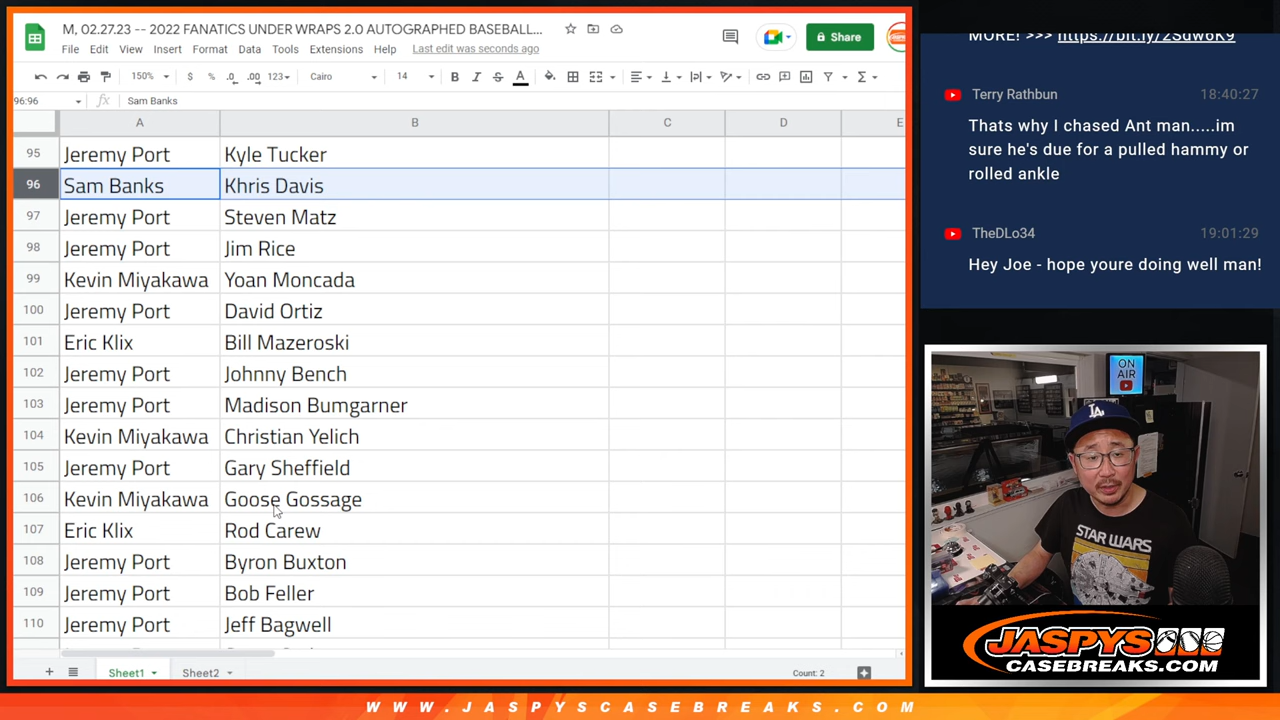 M, 02.27.23 -- 2022 FANATICS UNDER WRAPS 2.0 AUTOGRAPHED BASEBALL...
Share
File Edit View Insert Format Data Tools Extensions Help Last edit was seconds ago
150% $ % .0 .00 123 Cairo 14 B I S A
96:96 fx Sam Banks
A B C D E
95 Jeremy Port Kyle Tucker
96 Sam Banks Khris Davis
97 Jeremy Port Steven Matz
98 Jeremy Port Jim Rice
99 Kevin Miyakawa Yoan Moncada
100 Jeremy Port David Ortiz
101 Eric Klix Bill Mazeroski
102 Jeremy Port Johnny Bench
103 Jeremy Port Madison Bumgarner
104 Kevin Miyakawa Christian Yelich
105 Jeremy Port Gary Sheffield
106 Kevin Miyakawa Goose Gossage
107 Eric Klix Rod Carew
108 Jeremy Port Byron Buxton
109 Jeremy Port Bob Feller
110 Jeremy Port Jeff Bagwell
Sheet1 Sheet2 Count: 2
MORE! >>> https://bit.ly/2Sdw6K9
Terry Rathbun 18:40:27
Thats why I chased Ant man.....im
sure he's due for a pulled hammy or
rolled ankle
TheDLo34 19:01:29
Hey Joe - hope youre doing well man!
ON
AIR
LA
STAR WARS
JASPYS
CASEBREAKS.COM
WWW.JASPYSCASEBREAKS.COM